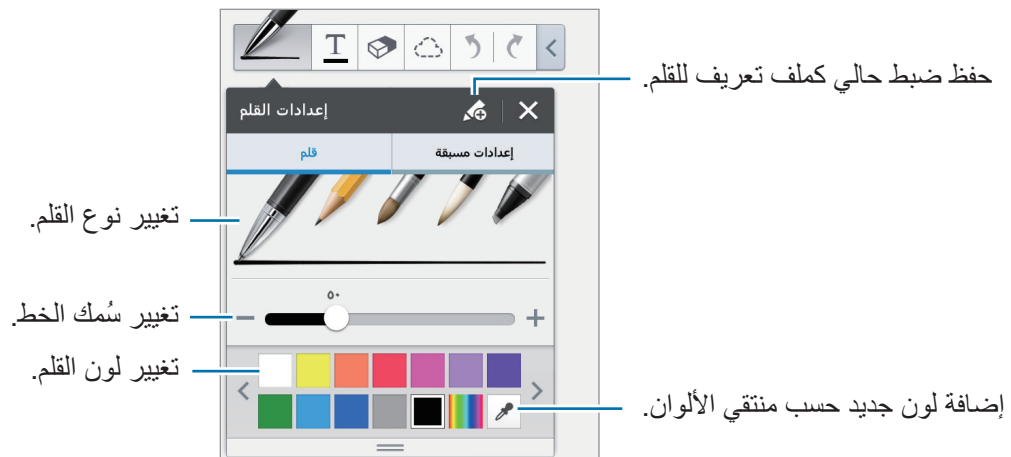 T
حفظ ضبط حالي كملف تعريف للقلم.
إعدادات القلم
قلم
إعدادات مسبقة
تغيير نوع القلم.
٥٠
تغيير سُمك الخط.
تغيير لون القلم.
إضافة لون جديد حسب منتقي الألوان.